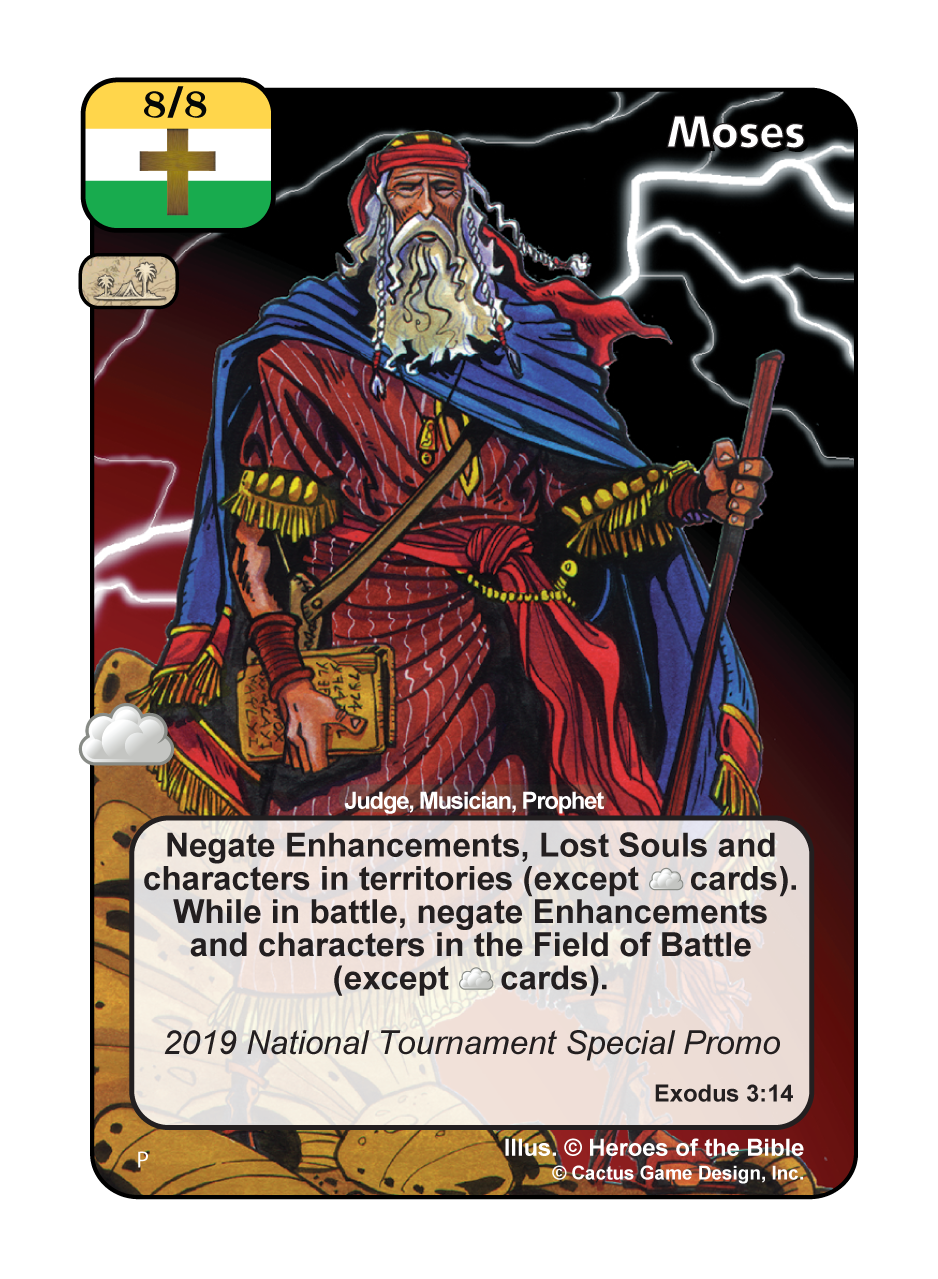 8/8
Moses
Judge, Musician, Prophet
Negate Enhancements, Lost Souls and
characters in territories (except cards).
While in battle, negate Enhancements
and characters in the Field of Battle
(except cards).
2019 National Tournament Special Promo
Exodus 3:14
Illus. © Heroes of the Bible
P
© Cactus Game Design, Inc.